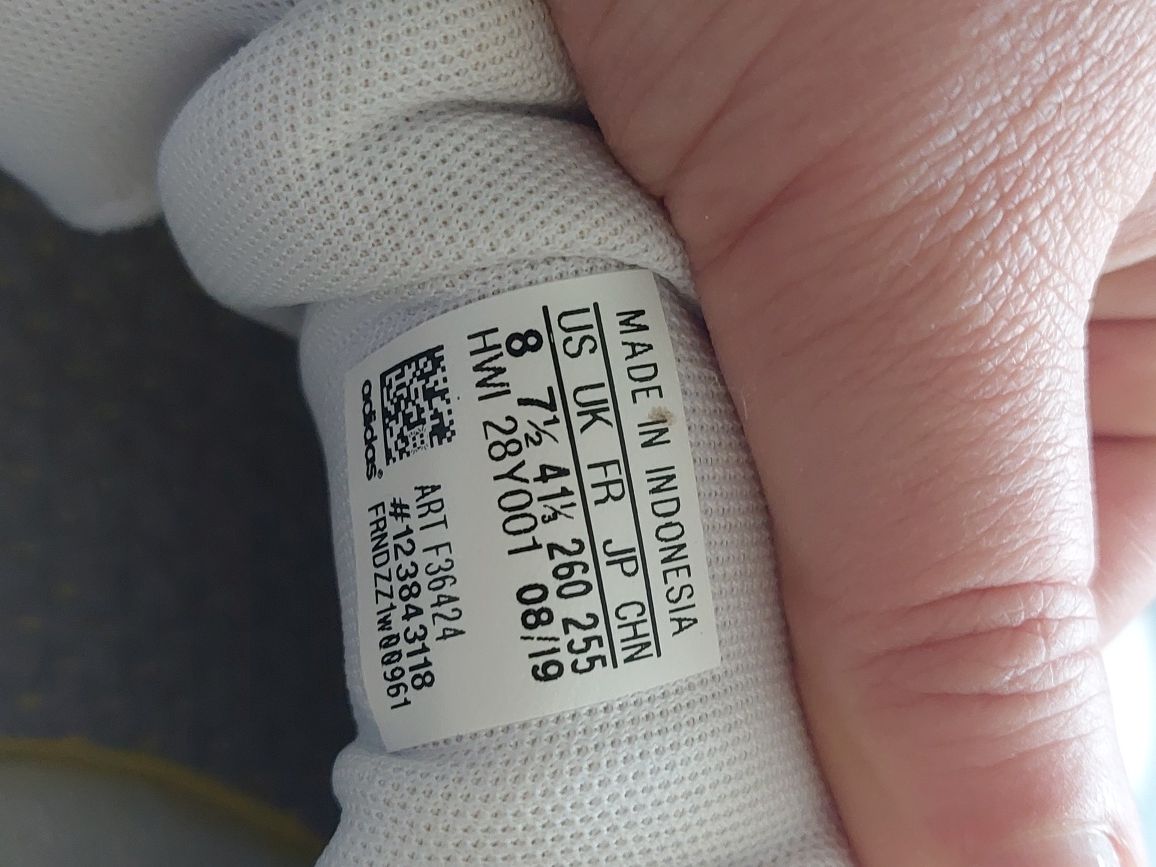 MADE IN INDONESIA
US UK FR JP CHN
8 7½ 41⅓ 260 255
HWI 28Y001 08/19
ART F36424
#123843118
adidas FRNDZZ1W00961